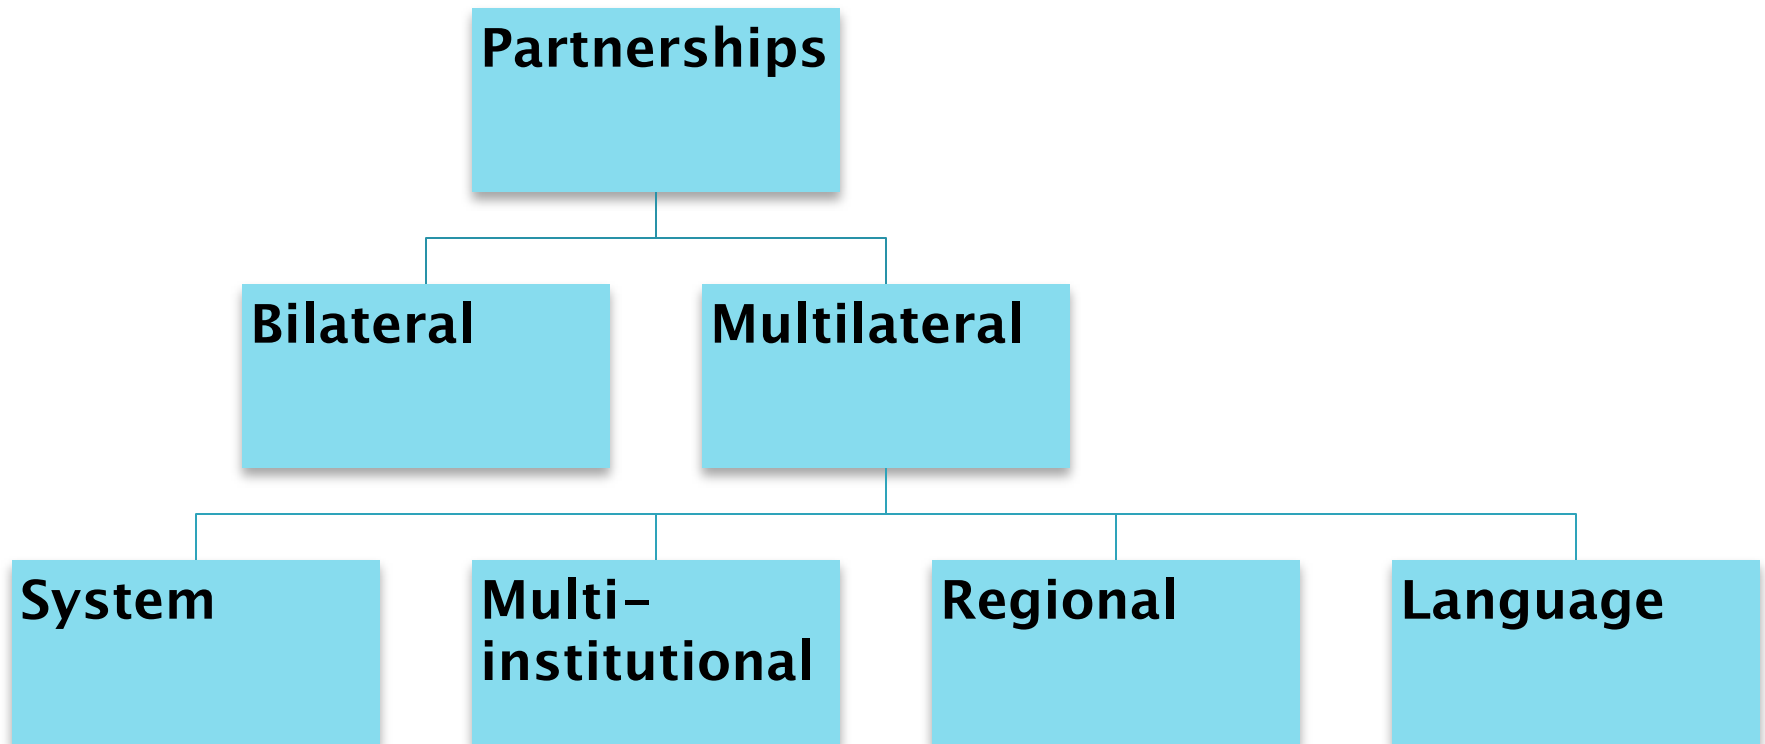 Partnerships
Bilateral
Multilateral
System
Multi-
institutional
Regional
Language